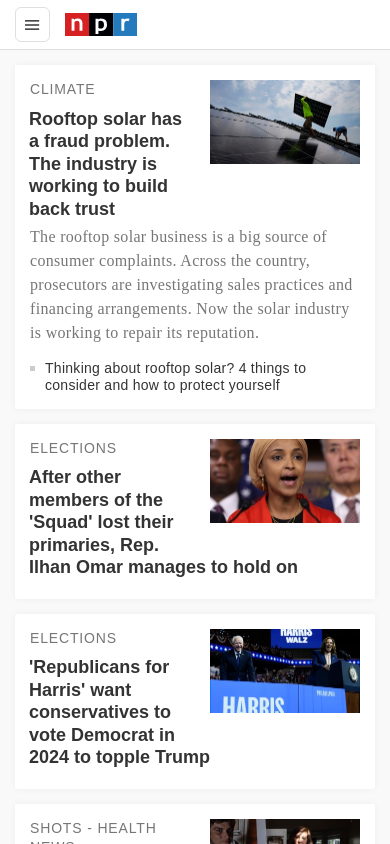 npr
CLIMATE
Rooftop solar has
a fraud problem.
The industry is
working to build
back trust
The rooftop solar business is a big source of
consumer complaints. Across the country,
prosecutors are investigating sales practices and
financing arrangements. Now the solar industry
is working to repair its reputation.
Thinking about rooftop solar? 4 things to
consider and how to protect yourself
ELECTIONS
After other
members of the
'Squad' lost their
primaries, Rep.
Ilhan Omar manages to hold on
ELECTIONS
HARRIS
WALZ
HARRIS
'Republicans for
Harris' want
conservatives to
vote Democrat in
2024 to topple Trump
SHOTS - HEALTH
NEWS